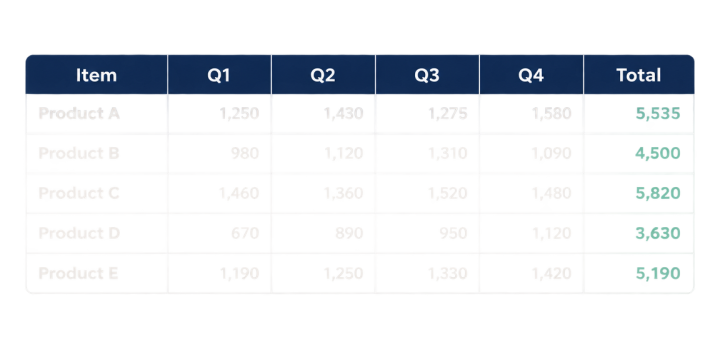 Item Q1 Q2 Q3 Q4 Total
Product A 1,250 1,430 1,275 1,580 5,535
Product B 980 1,120 1,310 1,090 4,500
Product C 1,460 1,360 1,520 1,480 5,820
Product D 670 890 950 1,120 3,630
Product E 1,190 1,250 1,330 1,420 5,190